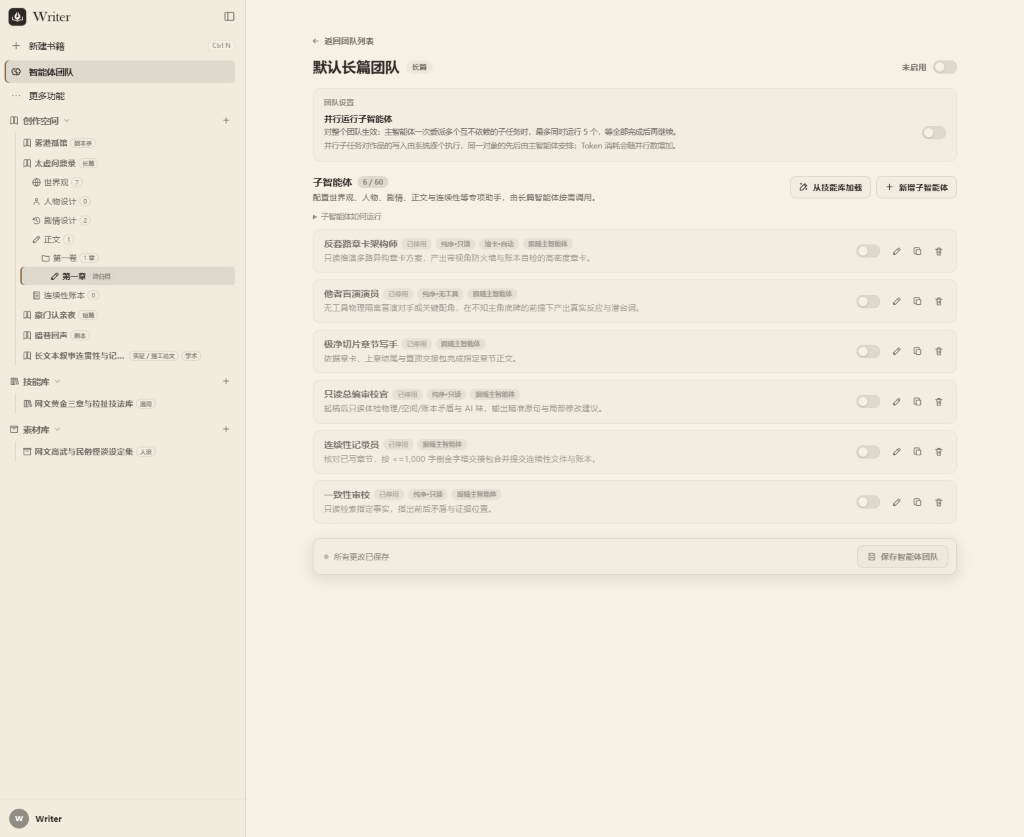 Writer
新建书籍 Ctrl N
智能体团队
更多功能
创作空间
雾港孤馆 剧本杀
太虚问鼎录 长篇
世界观 7
人物设计 0
剧情设计 2
正文 1
第一卷 1 章
第一章 待归档
连续性账本 0
豪门认亲夜 短篇
暗巷回声 剧本
长文本叙事连贯性与记... 实证 / 理工论文 学术
技能库
网文黄金三章与拉扯技法库 通用
素材库
网文高武与民俗怪谈设定集 人设
W Writer
返回团队列表
默认长篇团队 长篇
未启用
团队设置
并行运行子智能体
对整个团队生效：主智能体一次委派多个互不依赖的子任务时，最多同时运行 5 个，等全部完成后再继续。
并行子任务对作品的写入由系统逐个执行，同一对象的先后由主智能体安排；Token 消耗会随并行数增加。
子智能体 6 / 60
配置世界观、人物、剧情、正文与连续性等专项助手，由长篇智能体按需调用。
从技能库加载
新增子智能体
子智能体如何运行
反套路章卡架构师 已停用 纯净•只读 抽卡•自动 跟随主智能体
只读推演多路异构章卡方案，产出带视角防火墙与账本自检的高密度章卡。
他者盲演演员 已停用 纯净•无工具 跟随主智能体
无工具物理隔离盲演对手或关键配角，在不知主角底牌的前提下产出真实反应与潜台词。
极净切片章节写手 已停用 跟随主智能体
依据章卡、上章结尾与置顶交接包完成指定章节正文。
只读总编审校官 已停用 纯净•只读 跟随主智能体
起稿后只读体检物理/空间/账本矛盾与 AI 味，输出精准原句与局部修改建议。
连续性记录员 已停用 跟随主智能体
核对已写章节，按 <=1,000 字倒金字塔交接包合并提交连续性文件与账本。
一致性审校 已停用 纯净•只读 跟随主智能体
只读检索指定事实，指出前后矛盾与证据位置。
所有更改已保存
保存智能体团队